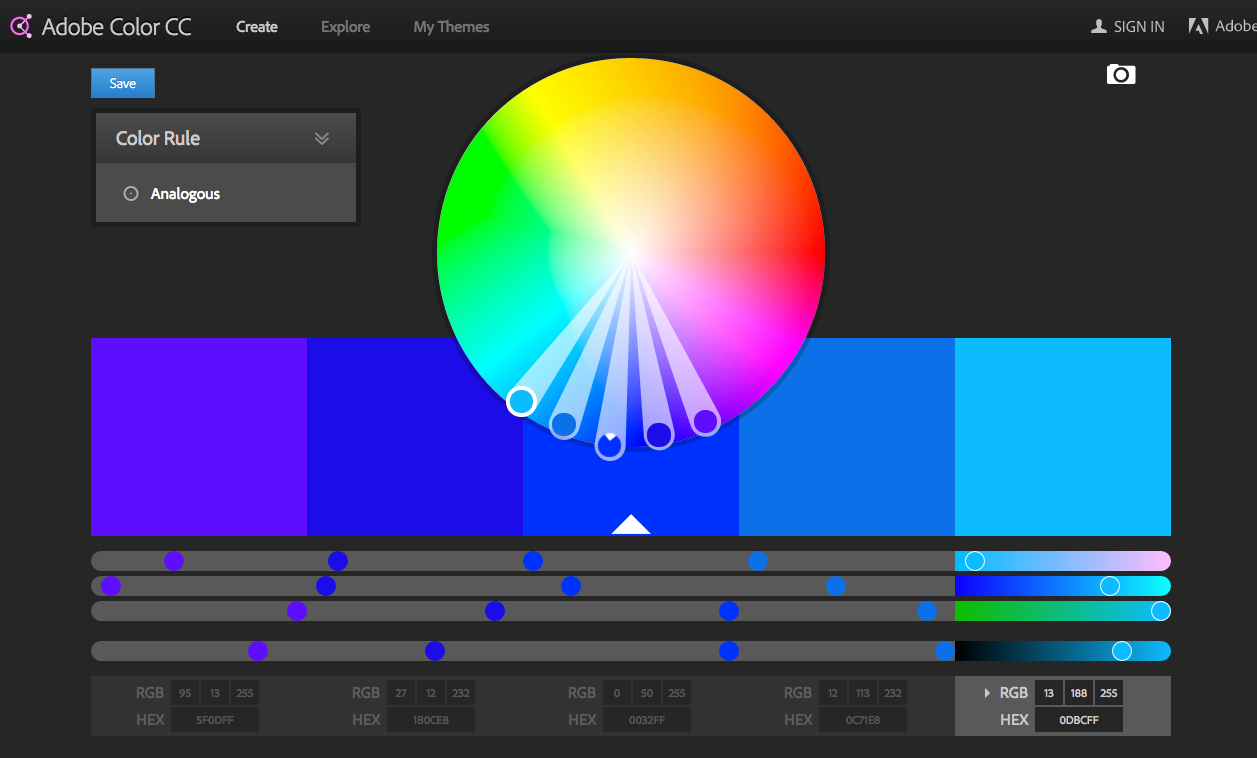 Adobe Color CC Create Explore My Themes SIGN IN Adobe
Save
Color Rule
Analogous
RGB 95 13 255 RGB 27 12 232 RGB 0 50 255 RGB 12 113 232 RGB 13 188 255
HEX 5F0DFF HEX 1B0CE8 HEX 0032FF HEX 0C71E8 HEX 0DBCFF